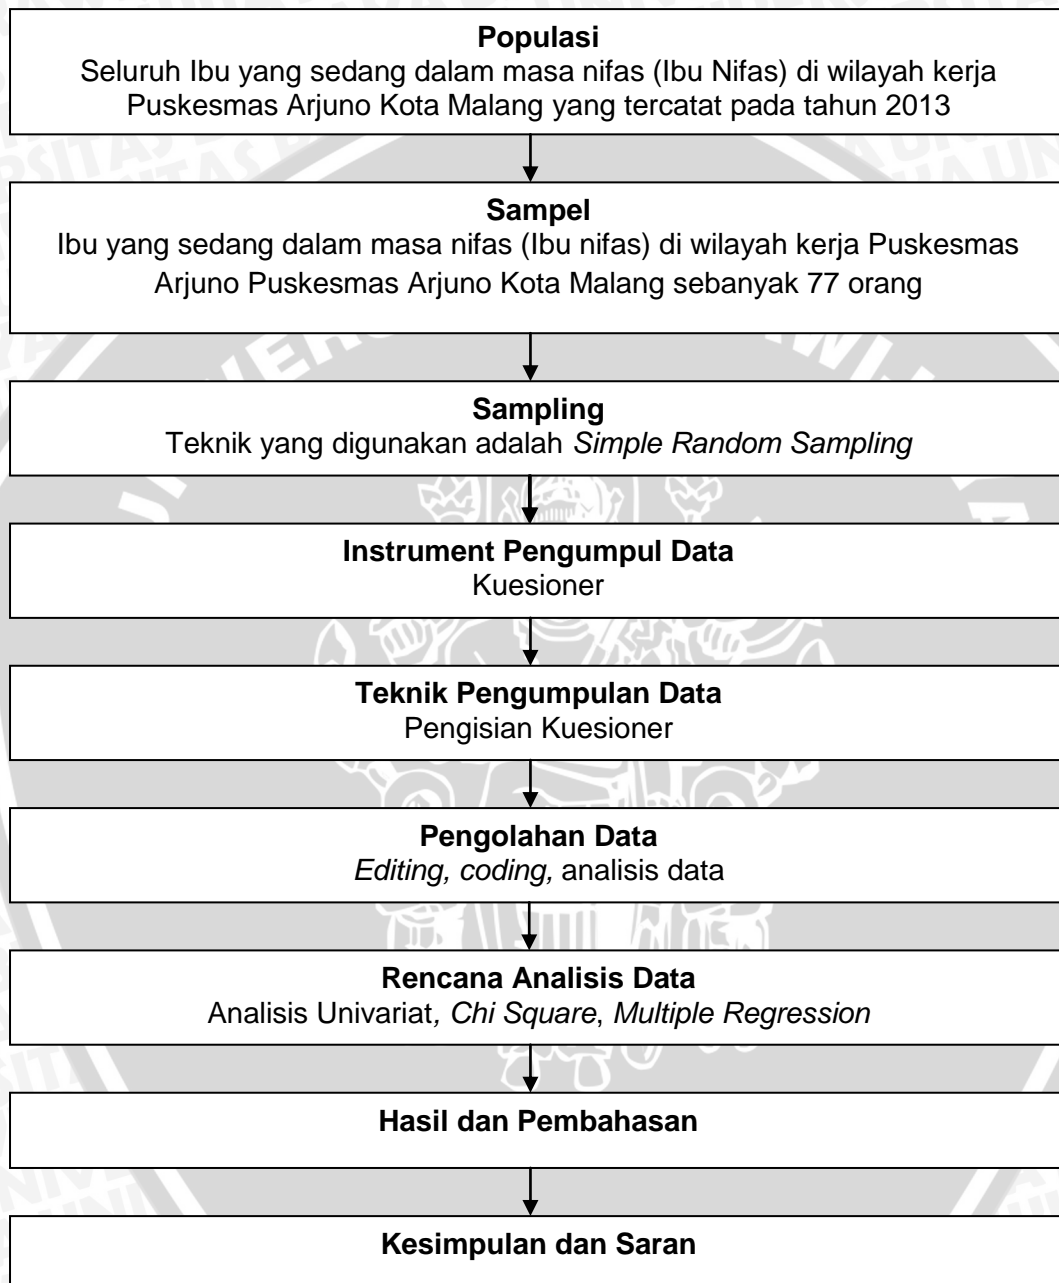 Populasi
Seluruh Ibu yang sedang dalam masa nifas (Ibu Nifas) di wilayah kerja
Puskesmas Arjuno Kota Malang yang tercatat pada tahun 2013
Sampel
Ibu yang sedang dalam masa nifas (Ibu nifas) di wilayah kerja Puskesmas
Arjuno Puskesmas Arjuno Kota Malang sebanyak 77 orang
Sampling
Teknik yang digunakan adalah Simple Random Sampling
Instrument Pengumpul Data
Kuesioner
Teknik Pengumpulan Data
Pengisian Kuesioner
Pengolahan Data
Editing, coding, analisis data
Rencana Analisis Data
Analisis Univariat, Chi Square, Multiple Regression
Hasil dan Pembahasan
Kesimpulan dan Saran